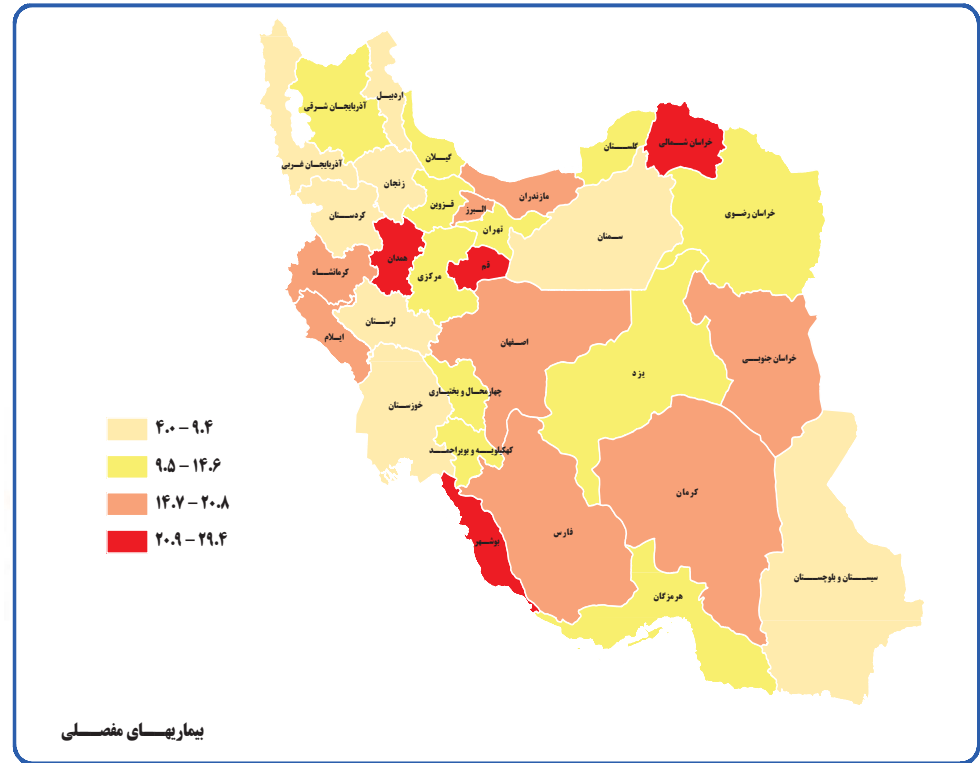 اردبیل
آذربایجان شرقی
خراسان شمالی
گلستان
گیلان
آذربایجان غربی
زنجان
مازندران
قزوین
البرز
خراسان رضوی
کردستان
تهران
سمنان
همدان
قم
کرمانشاه
مرکزی
لرستان
ایلام
اصفهان
خراسان جنوبی
یزد
چهارمحال و بختیاری
خوزستان
کهکیلویه و بویراحمد
کرمان
فارس
بوشهر
سیستان و بلوچستان
هرمزگان
۴.۰ – ۹.۴
۹.۵ – ۱۴.۶
۱۴.۷ – ۲۰.۸
۲۰.۹ – ۲۹.۴
بیماریهای مفصلی